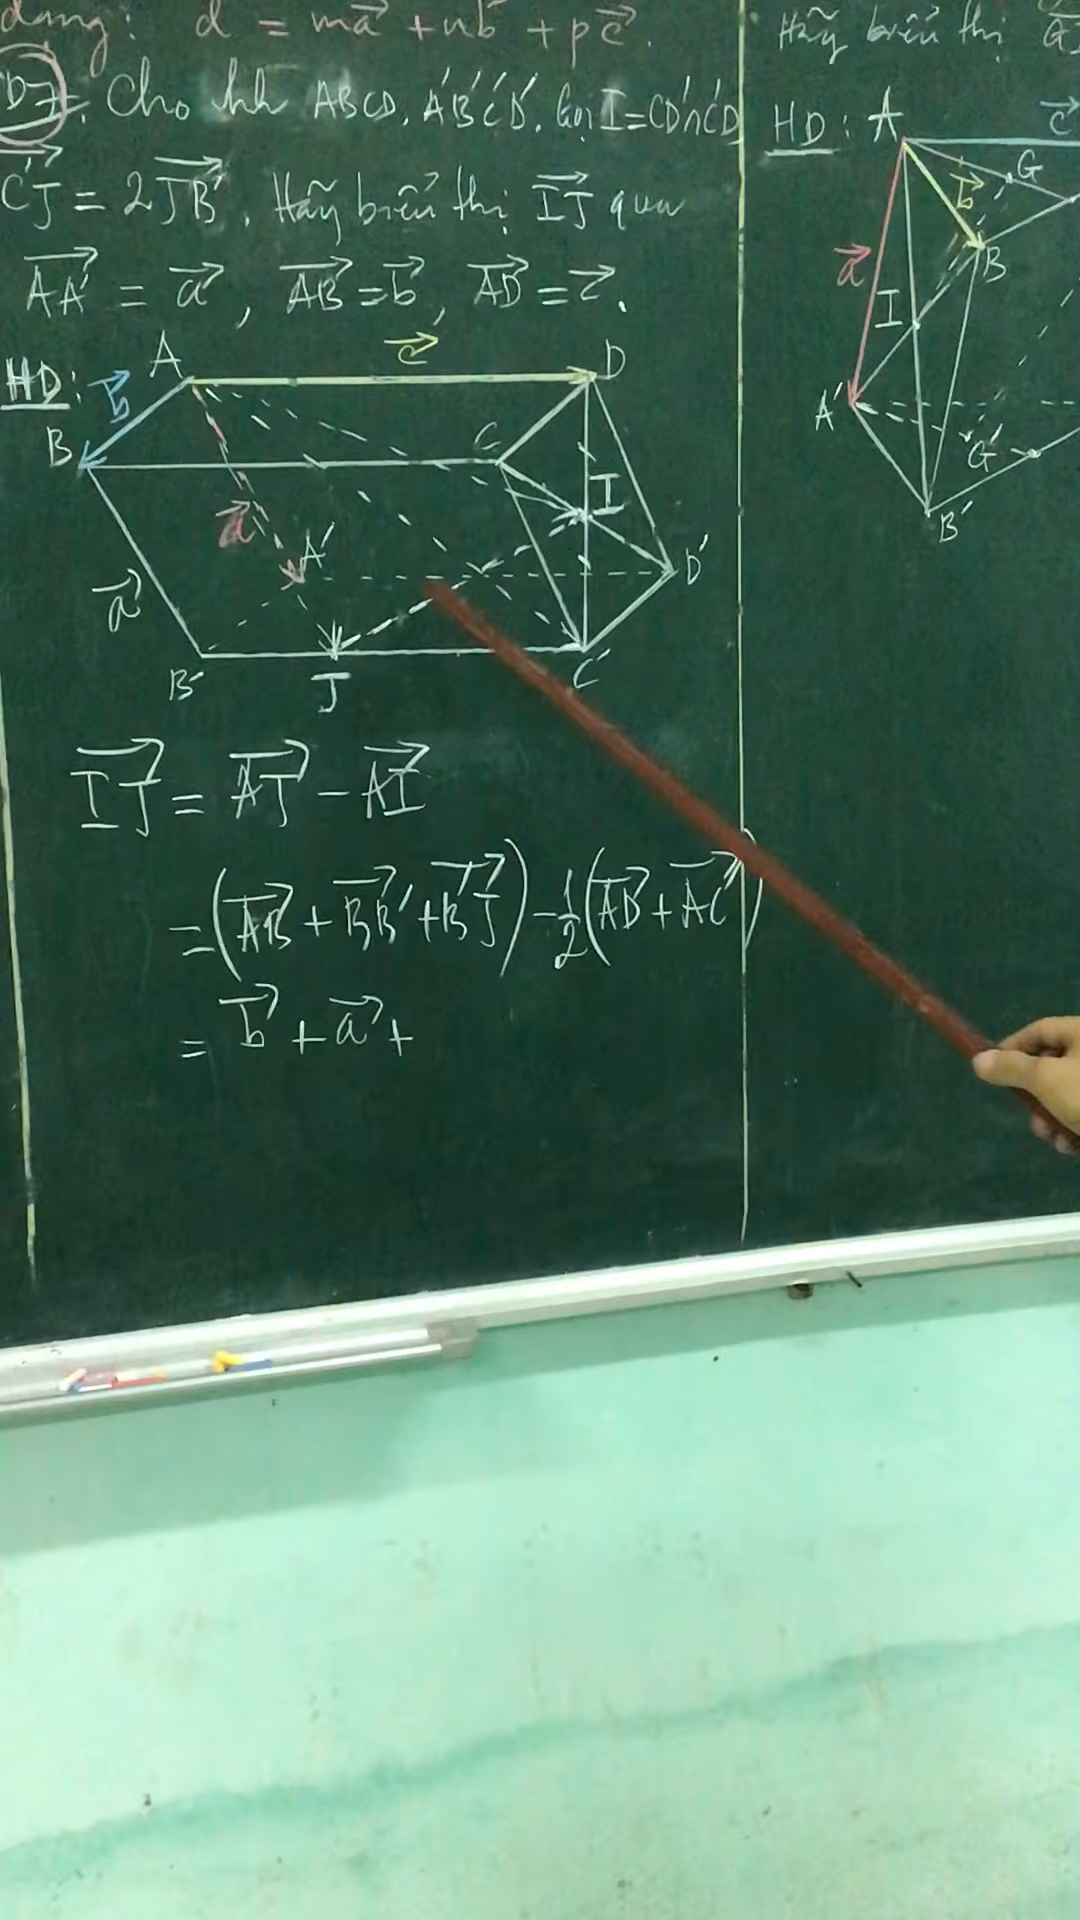 dạng: d⃗ = ma⃗ + nb⃗ + pc⃗.
D7: Cho hh ABCD.A'B'C'D'. Gọi I=CD'∩C'D
C'J⃗ = 2JB'⃗. Hãy biểu thị IJ⃗ qua
AA'⃗ = a⃗, AB⃗ = b⃗, AD⃗ = c⃗.
HD:
A
b⃗
B
c⃗
D
C
I
a⃗
A'
D'
a⃗
B'
J
C'
IJ⃗ = AJ⃗ - AI⃗
= (AB⃗ + BB'⃗ + B'J⃗) - 1/2(AD⃗ + AC'⃗)
= b⃗ + a⃗ +
Hãy biểu thị
HD:
A
c⃗
G
b⃗
B
a⃗
I
A'
G'
B'